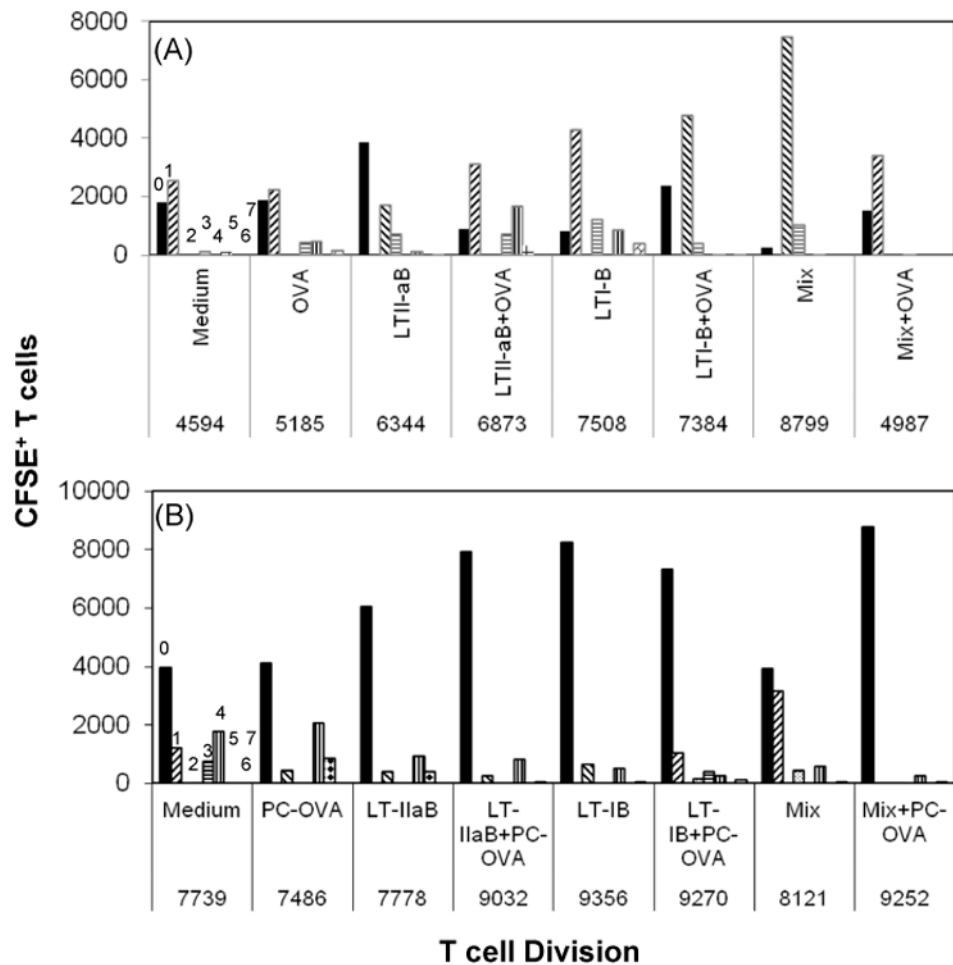 CFSE+ T cells
(A)
8000
6000
4000
2000
0
0 1 2 3 4 5 6 7
Medium
OVA
LTII-aB
LTII-aB+OVA
LTI-B
LTI-B+OVA
Mix
Mix+OVA
4594 5185 6344 6873 7508 7384 8799 4987
(B)
10000
8000
6000
4000
2000
0
0 1 2 3 4 5 6 7
Medium
PC-OVA
LT-IIaB
LT-
IIaB+PC-
OVA
LT-IB
LT-
IB+PC-
OVA
Mix
Mix+PC-
OVA
7739 7486 7778 9032 9356 9270 8121 9252
T cell Division